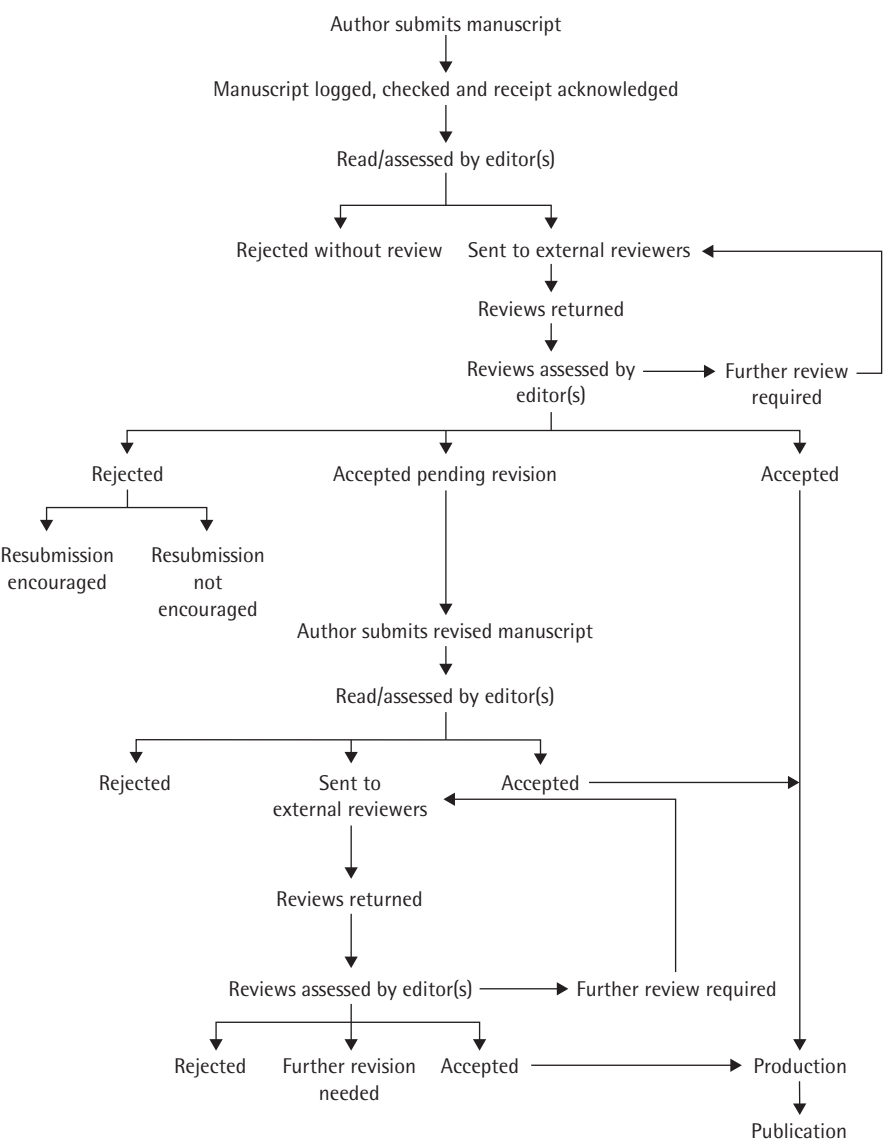 Author submits manuscript
Manuscript logged, checked and receipt acknowledged
Read/assessed by editor(s)
Rejected without review
Sent to external reviewers
Reviews returned
Reviews assessed by
editor(s)
Further review
required
Rejected
Accepted pending revision
Accepted
Resubmission
encouraged
Resubmission
not
encouraged
Author submits revised manuscript
Read/assessed by editor(s)
Rejected
Sent to
external reviewers
Accepted
Reviews returned
Reviews assessed by editor(s)
Further review required
Rejected
Further revision
needed
Accepted
Production
Publication